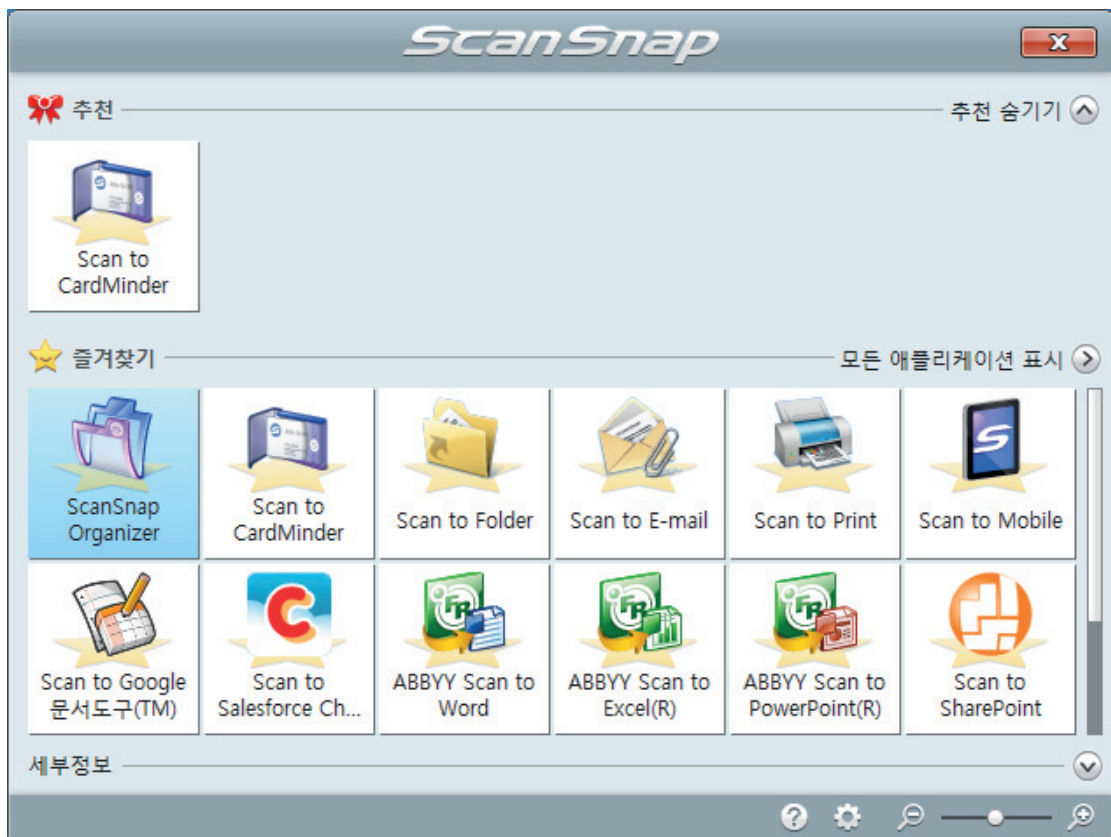 ScanSnap
추천
추천 숨기기
Scan to
CardMinder
즐겨찾기
모든 애플리케이션 표시
ScanSnap
Organizer
Scan to
CardMinder
Scan to Folder
Scan to E-mail
Scan to Print
Scan to Mobile
Scan to Google
문서도구(TM)
Scan to
Salesforce Ch...
ABBYY Scan to
Word
ABBYY Scan to
Excel(R)
ABBYY Scan to
PowerPoint(R)
Scan to
SharePoint
세부정보